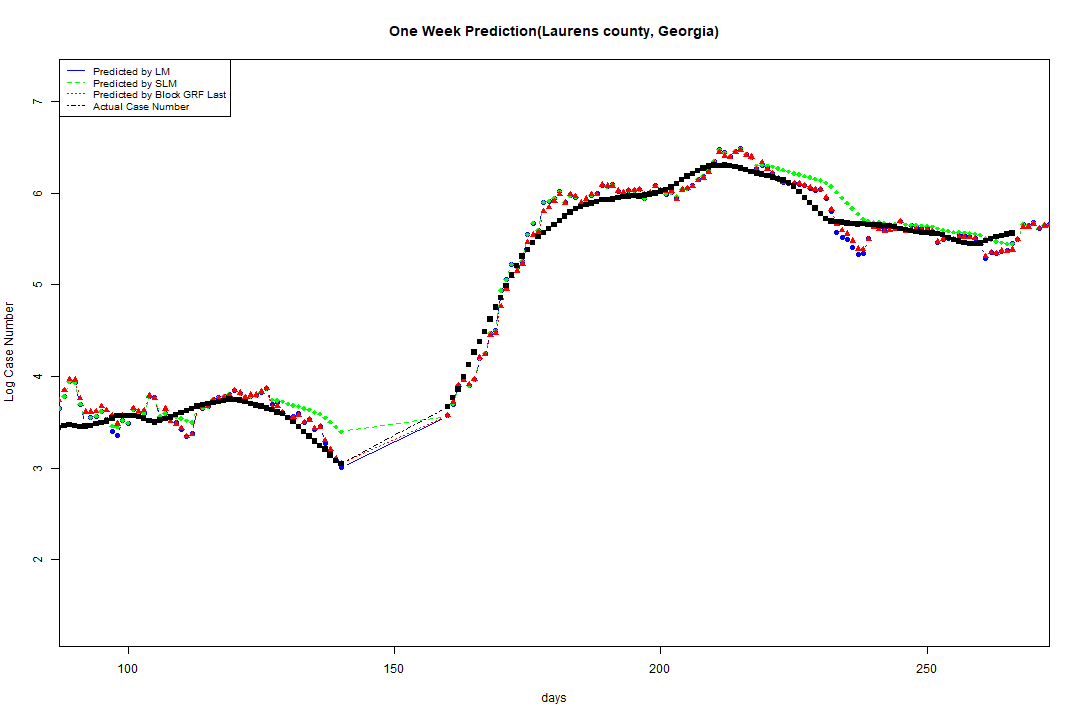 One Week Prediction(Laurens county, Georgia)
Predicted by LM
Predicted by SLM
Predicted by Block GRF Last
Actual Case Number
7
6
5
4
3
2
Log Case Number
100 150 200 250
days